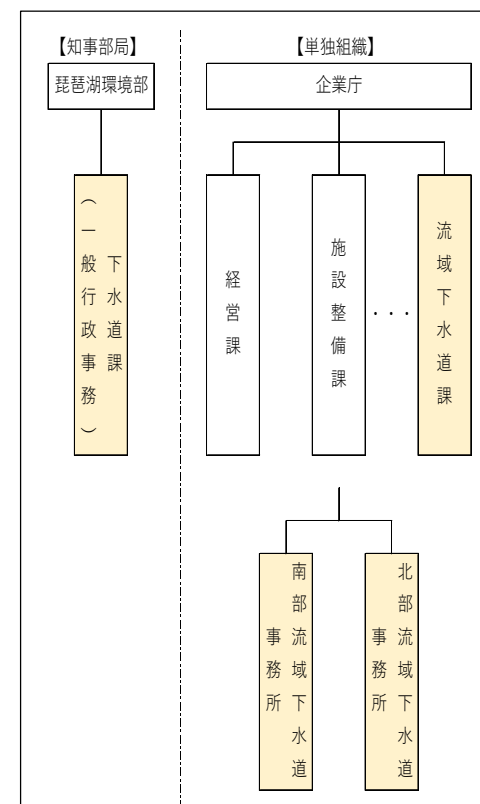 【知事部局】
琵琶湖環境部
下水道課
(一般行政事務)
【単独組織】
企業庁
経営課
施設整備課
・・・
流域下水道課
南部流域下水道
事務所
北部流域下水道
事務所